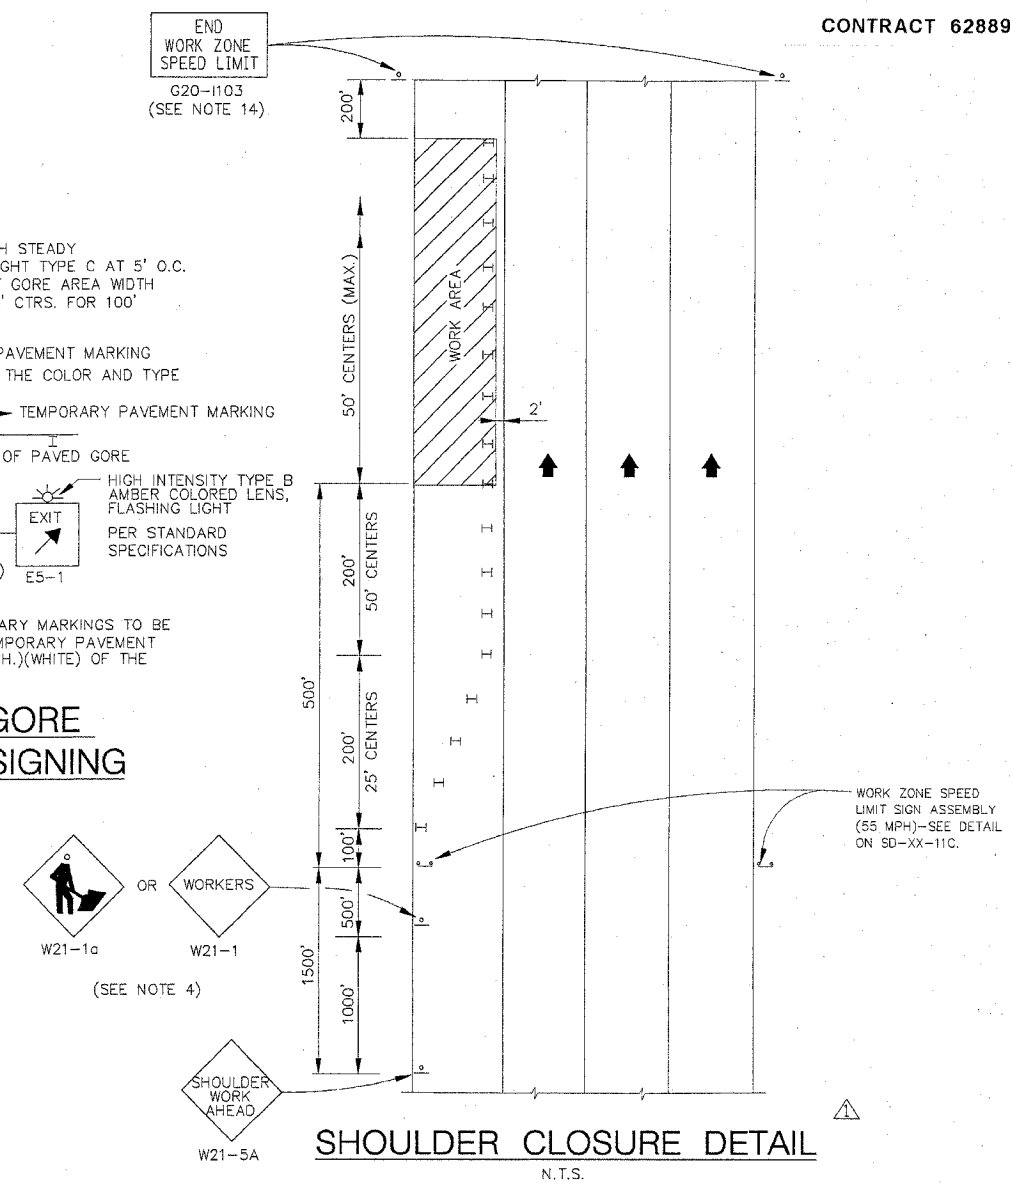 CONTRACT 62889
END
WORK ZONE
SPEED LIMIT
G20-I103
(SEE NOTE 14)
200'
H STEADY
GHT TYPE C AT 5' O.C.
GORE AREA WIDTH
' CTRS. FOR 100'
PAVEMENT MARKING
THE COLOR AND TYPE
TEMPORARY PAVEMENT MARKING
OF PAVED GORE
HIGH INTENSITY TYPE B
AMBER COLORED LENS,
FLASHING LIGHT
EXIT
PER STANDARD
SPECIFICATIONS
E5-1
ARY MARKINGS TO BE
MPORARY PAVEMENT
H.)(WHITE) OF THE
GORE
SIGNING
50' CENTERS (MAX.)
WORK AREA
2'
200'
50' CENTERS
500'
200'
25' CENTERS
100'
WORK ZONE SPEED
LIMIT SIGN ASSEMBLY
(55 MPH)-SEE DETAIL
ON SD-XX-11C.
OR
WORKERS
W21-1a
W21-1
(SEE NOTE 4)
500'
1500'
1000'
SHOULDER
WORK
AHEAD
W21-5A
1
SHOULDER CLOSURE DETAIL
N.T.S.